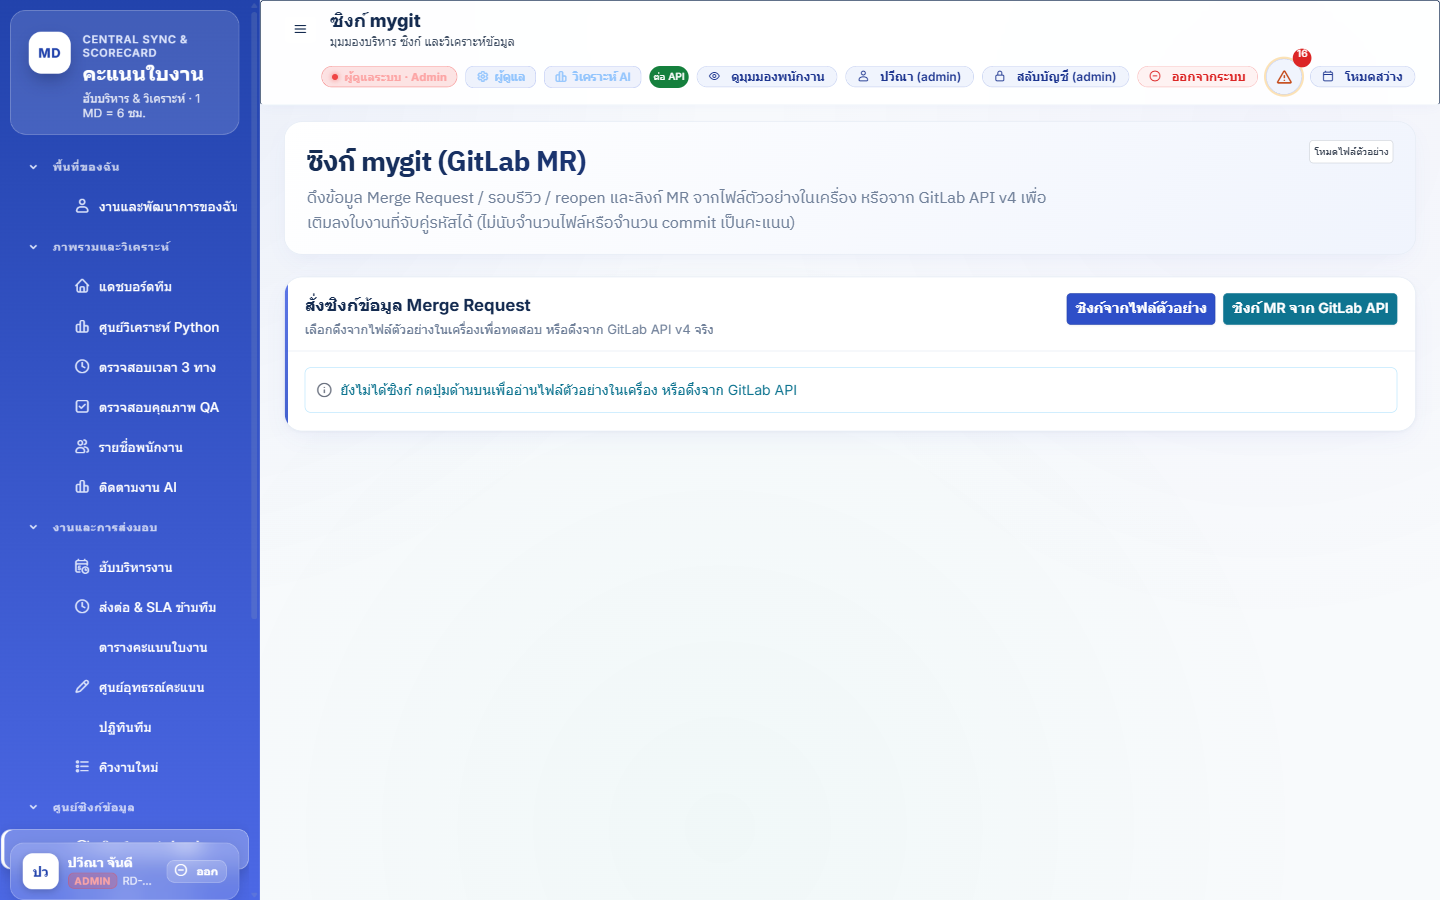 MD
CENTRAL SYNC &
SCORECARD
คะแนนใบงาน
ฮับบริหาร & วิเคราะห์ · 1
MD = 6 ชม.
พื้นที่ของฉัน
งานและพัฒนาการของฉัน
ภาพรวมและวิเคราะห์
แดชบอร์ดทีม
ศูนย์วิเคราะห์ Python
ตรวจสอบเวลา 3 ทาง
ตรวจสอบคุณภาพ QA
รายชื่อพนักงาน
ติดตามงาน AI
งานและการส่งมอบ
ฮับบริหารงาน
ส่งต่อ & SLA ข้ามทีม
ตารางคะแนนใบงาน
ศูนย์อุทธรณ์คะแนน
ปฏิทินทีม
คิวงานใหม่
ศูนย์ซิงก์ข้อมูล
ปว
ปวีณา จันดี
ADMIN RD-...
ออก
ซิงก์ mygit
มุมมองบริหาร ซิงก์ และวิเคราะห์ข้อมูล
ผู้ดูแลระบบ · Admin
ผู้ดูแล
วิเคราะห์ AI
ต่อ API
ดูมุมมองพนักงาน
ปวีณา (admin)
สลับบัญชี (admin)
ออกจากระบบ
16
โหมดสว่าง
ซิงก์ mygit (GitLab MR)
โหมดไฟล์ตัวอย่าง
ดึงข้อมูล Merge Request / รอบรีวิว / reopen และลิงก์ MR จากไฟล์ตัวอย่างในเครื่อง หรือจาก GitLab API v4 เพื่อ
เติมลงใบงานที่จับคู่รหัสได้ (ไม่นับจำนวนไฟล์หรือจำนวน commit เป็นคะแนน)
สั่งซิงก์ข้อมูล Merge Request
เลือกดึงจากไฟล์ตัวอย่างในเครื่องเพื่อทดสอบ หรือดึงจาก GitLab API v4 จริง
ซิงก์จากไฟล์ตัวอย่าง
ซิงก์ MR จาก GitLab API
ยังไม่ได้ซิงก์ กดปุ่มด้านบนเพื่ออ่านไฟล์ตัวอย่างในเครื่อง หรือดึงจาก GitLab API